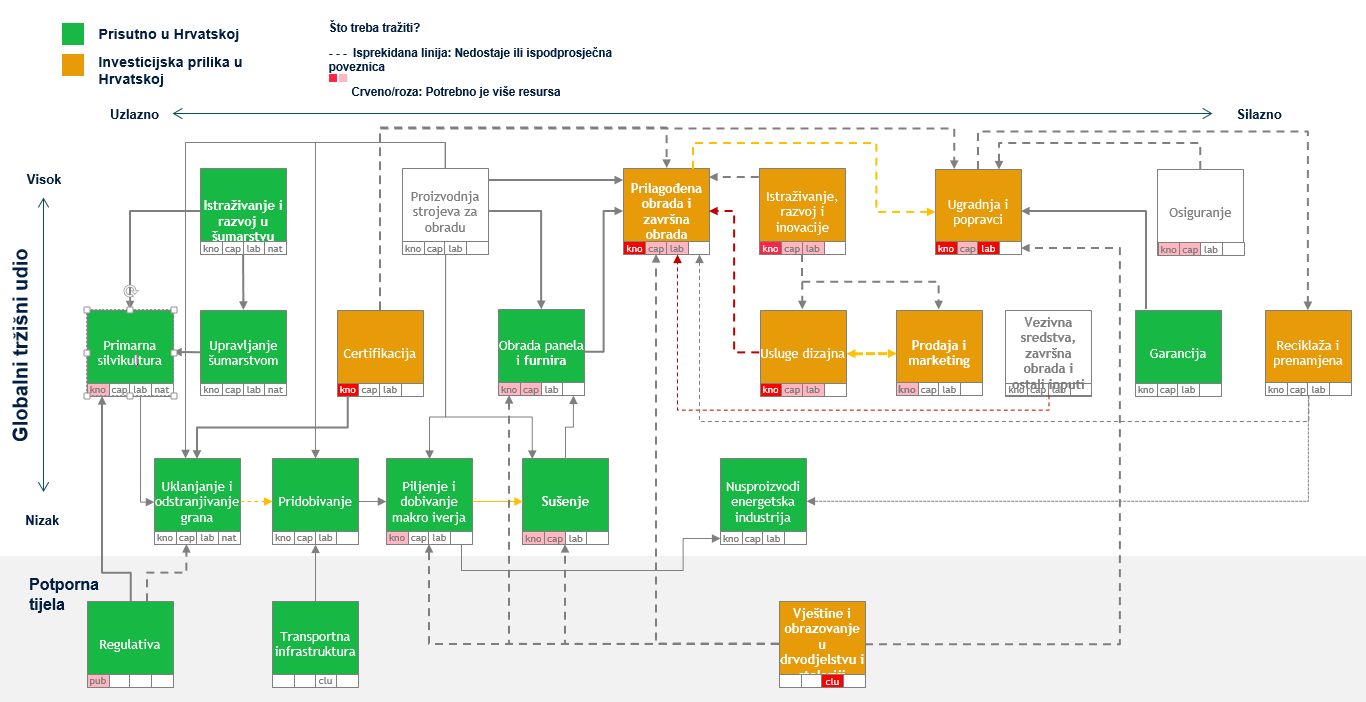 Prisutno u Hrvatskoj
Investicijska prilika u
Hrvatskoj
Što treba tražiti?
--- Isprekidana linija: Nedostaje ili ispodprosječna
poveznica
Crveno/roza: Potrebno je više resursa
Uzlazno
Silazno
Visok
Globalni tržišni udio
Nizak
Istraživanje i
razvoj u
šumarstvu
kno cap lab nat
Proizvodnja
strojeva za
obradu
kno cap lab
Prilagođena
obrada i
završna
obrada
kno cap lab
Istraživanje,
razvoj i
inovacije
kno cap lab
Ugradnja i
popravci
kno cap lab
Osiguranje
kno cap lab
Primarna
silvikultura
kno cap lab nat
Upravljanje
šumarstvom
kno cap lab nat
Certifikacija
kno cap lab
Obrada panela
i furnira
kno cap lab
Usluge dizajna
kno cap lab
Prodaja i
marketing
kno cap lab
Vezivna
sredstva,
završna
obrada i
ostali inputi
kno cap lab
Garancija
kno cap lab
Reciklaža i
prenamjena
kno cap lab
Uklanjanje i
odstranjivanje
grana
kno cap lab nat
Pridobivanje
kno cap lab
Piljenje i
dobivanje
makro iverja
kno cap lab
Sušenje
kno cap lab
Nusproizvodi
energetska
industrija
kno cap lab
Potporna
tijela
Regulativa
pub
Transportna
infrastruktura
clu
Vještine i
obrazovanje
u
drvodjelstvu i
clu